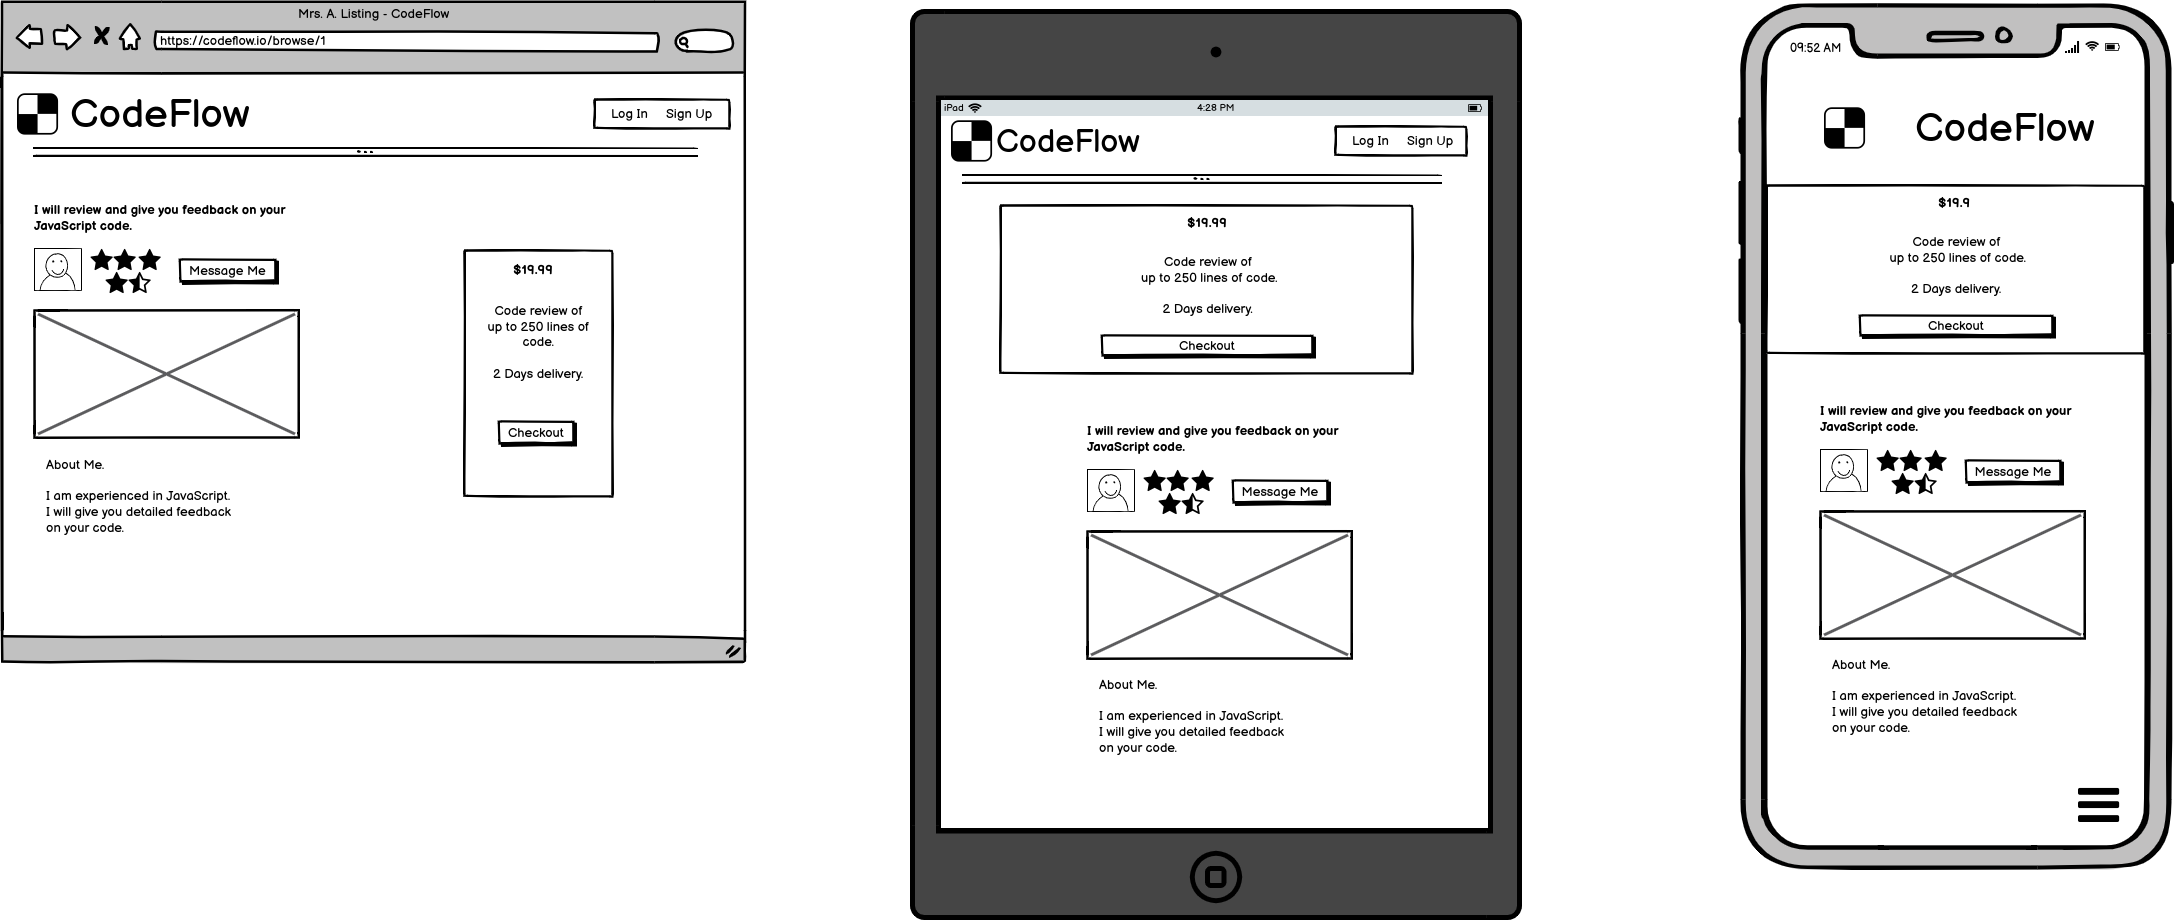 Mrs. A. Listing - CodeFlow
https://codeflow.io/browse/1
CodeFlow
Log In Sign Up
I will review and give you feedback on your
JavaScript code.
Message Me
About Me.
I am experienced in JavaScript.
I will give you detailed feedback
on your code.
$19.99
Code review of
up to 250 lines of
code.
2 Days delivery.
Checkout
iPad 4:28 PM
CodeFlow
Log In Sign Up
$19.99
Code review of
up to 250 lines of code.
2 Days delivery.
Checkout
I will review and give you feedback on your
JavaScript code.
Message Me
About Me.
I am experienced in JavaScript.
I will give you detailed feedback
on your code.
09:52 AM
CodeFlow
$19.9
Code review of
up to 250 lines of code.
2 Days delivery.
Checkout
I will review and give you feedback on your
JavaScript code.
Message Me
About Me.
I am experienced in JavaScript.
I will give you detailed feedback
on your code.